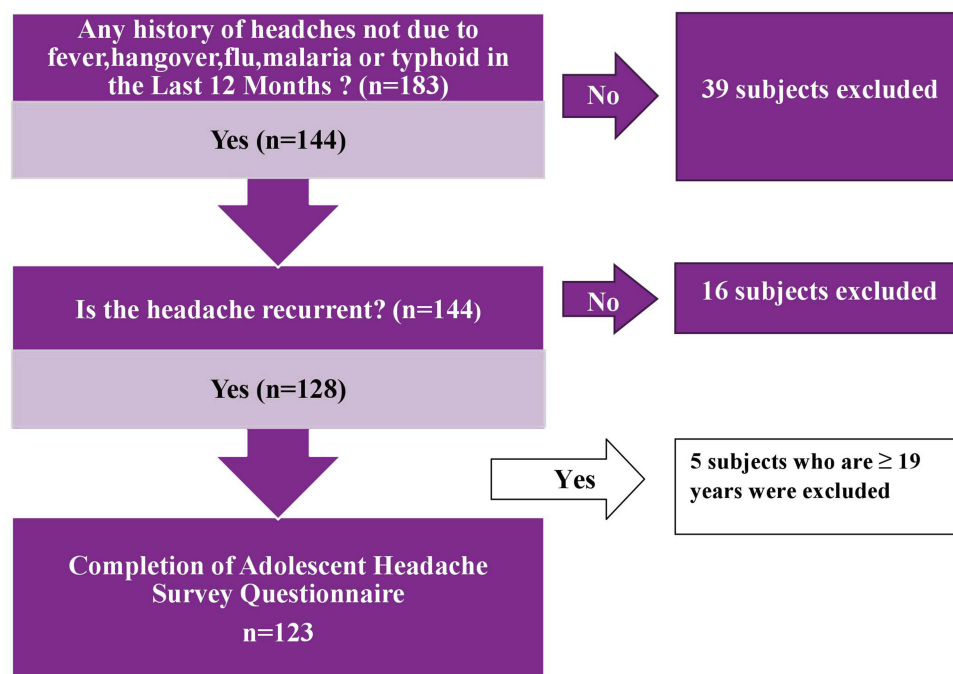 Any history of headches not due to
fever,hangover,flu,malaria or typhoid in
the Last 12 Months ? (n=183)
No
39 subjects excluded
Yes (n=144)
Is the headache recurrent? (n=144)
No
16 subjects excluded
Yes (n=128)
Yes
5 subjects who are ≥ 19
years were excluded
Completion of Adolescent Headache
Survey Questionnaire
n=123